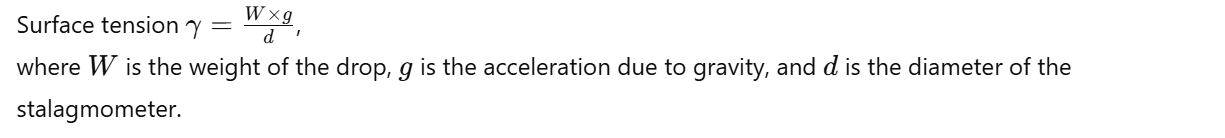 Surface tension γ = \frac{W×g}{d},
where W is the weight of the drop, g is the acceleration due to gravity, and d is the diameter of the
stalagmometer.